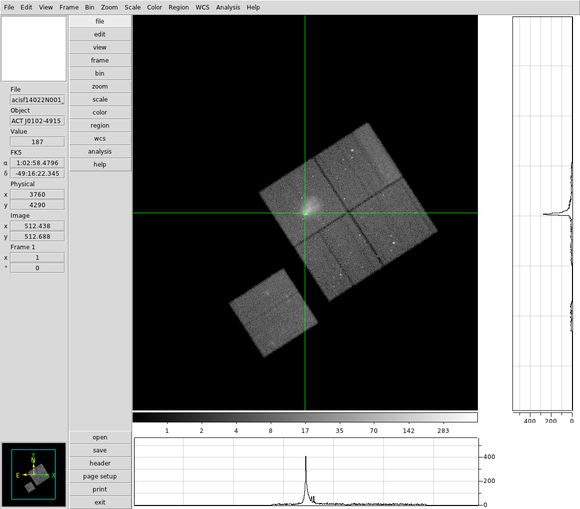 File Edit View Frame Bin Zoom Scale Color Region WCS Analysis Help
file
edit
view
frame
bin
zoom
scale
color
region
wcs
analysis
help
File
acisf14022N001_
Object
ACT J0102-4915
Value
187
FK5
α 1:02:58.4796
δ -49:16:22.345
Physical
x 3760
y 4290
Image
x 512.438
y 512.688
Frame 1
x 1
° 0
400 200 0
1 2 4 8 17 35 70 142 283
N
Y
E
X
open
save
header
page setup
print
exit
400
200
0